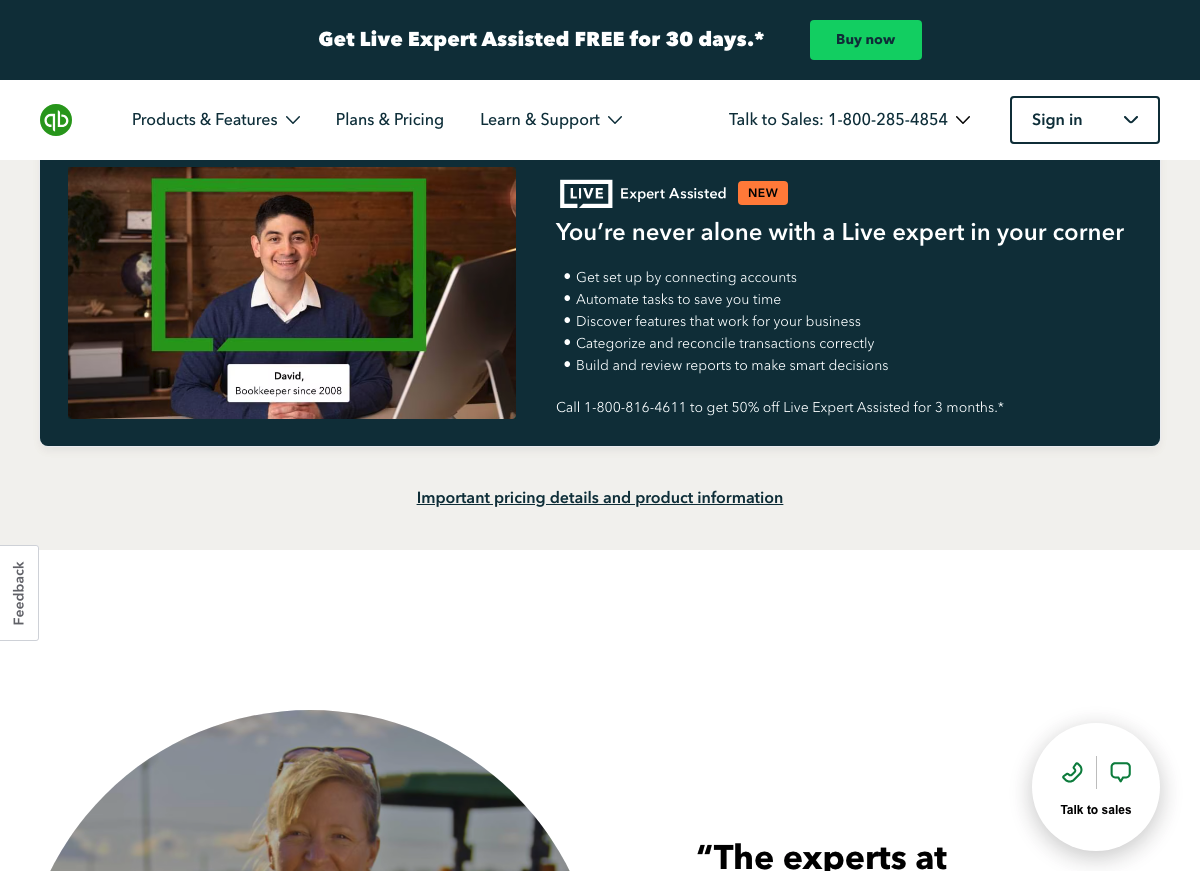 Get Live Expert Assisted FREE for 30 days.*
Buy now
qb
Products & Features
Plans & Pricing
Learn & Support
Talk to Sales: 1-800-285-4854
Sign in
David,
Bookkeeper since 2008
LIVE Expert Assisted NEW
You’re never alone with a Live expert in your corner
• Get set up by connecting accounts
• Automate tasks to save you time
• Discover features that work for your business
• Categorize and reconcile transactions correctly
• Build and review reports to make smart decisions
Call 1-800-816-4611 to get 50% off Live Expert Assisted for 3 months.*
Important pricing details and product information
Feedback
Talk to sales
“The experts at